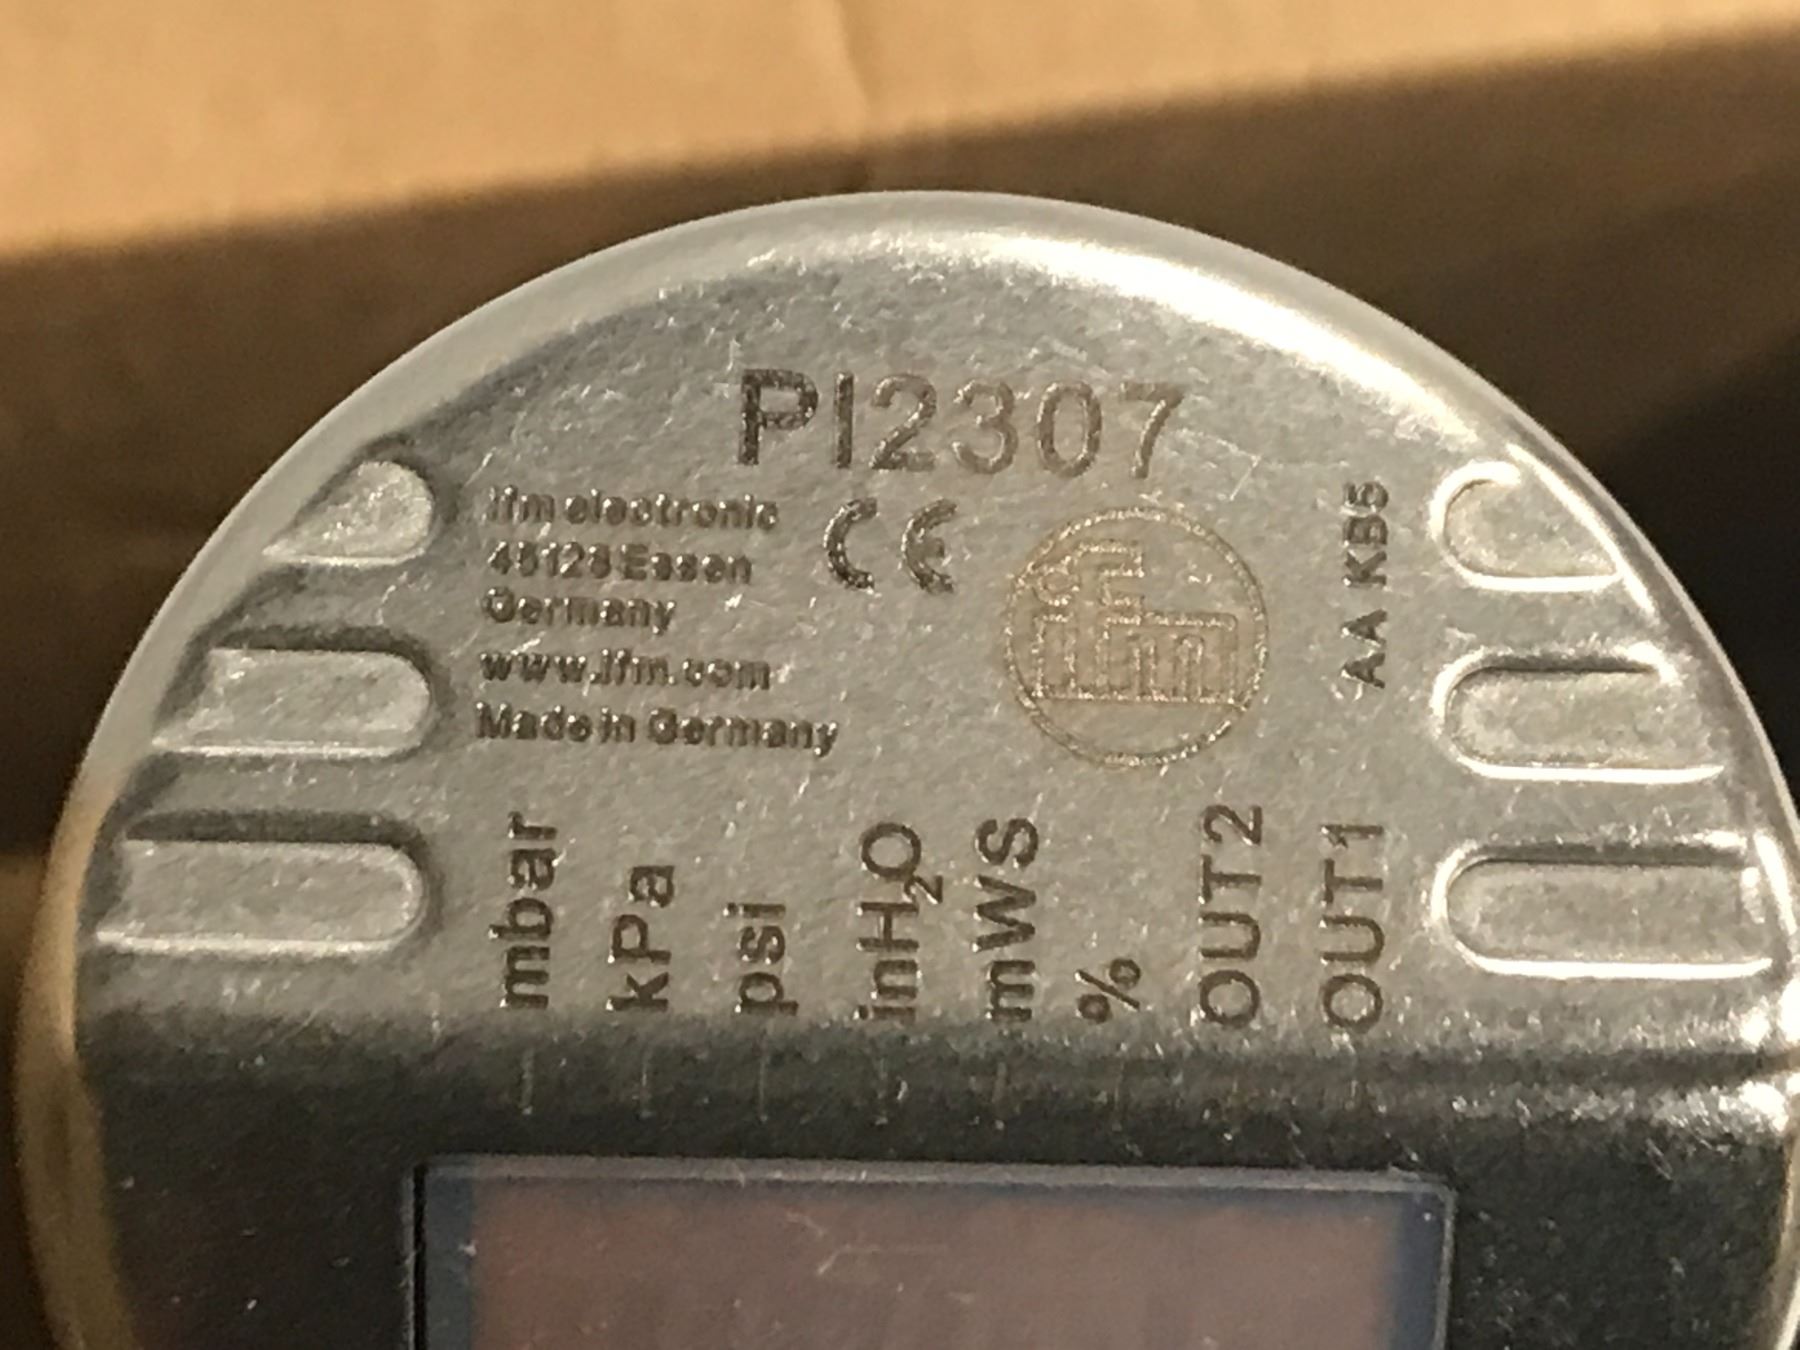 PI2307
ifm electronic
45128 Essen
Germany
www.ifm.com
Made in Germany
CE
ifm
AA KB5
mbar
kPa
psi
inH₂O
mWS
%
OUT2
OUT1